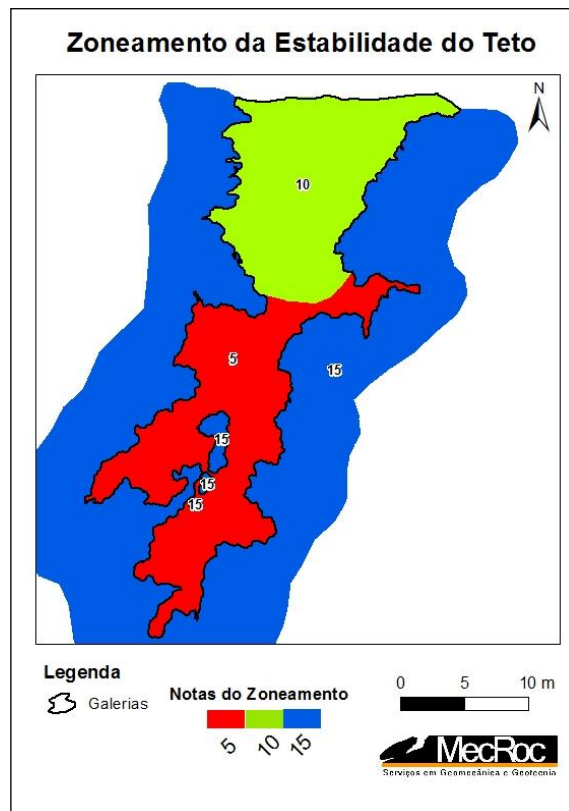 Zoneamento da Estabilidade do Teto
N
10
5
15
15
15
15
Legenda
Galerias
Notas do Zoneamento
5 10 15
0 5 10 m
MecRoc
Serviços em Geomecânica e Geotecnia